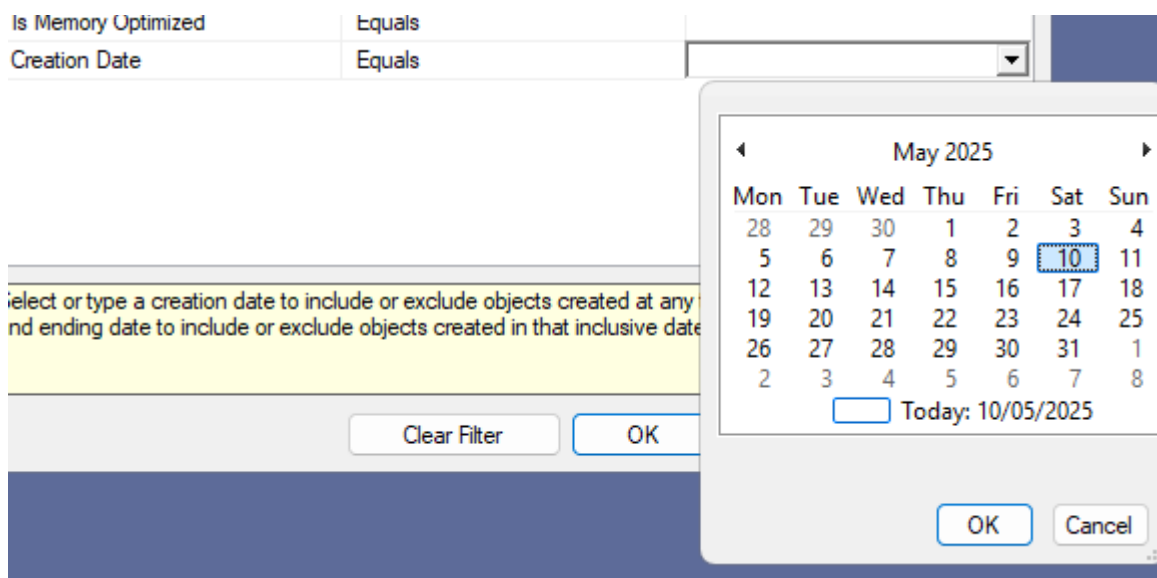 Is Memory Optimized Equals
Creation Date Equals
May 2025
Mon Tue Wed Thu Fri Sat Sun
28 29 30 1 2 3 4
5 6 7 8 9 10 11
12 13 14 15 16 17 18
19 20 21 22 23 24 25
26 27 28 29 30 31 1
2 3 4 5 6 7 8
Today: 10/05/2025
Select or type a creation date to include or exclude objects created at any
nd ending date to include or exclude objects created in that inclusive date
Clear Filter OK
OK Cancel